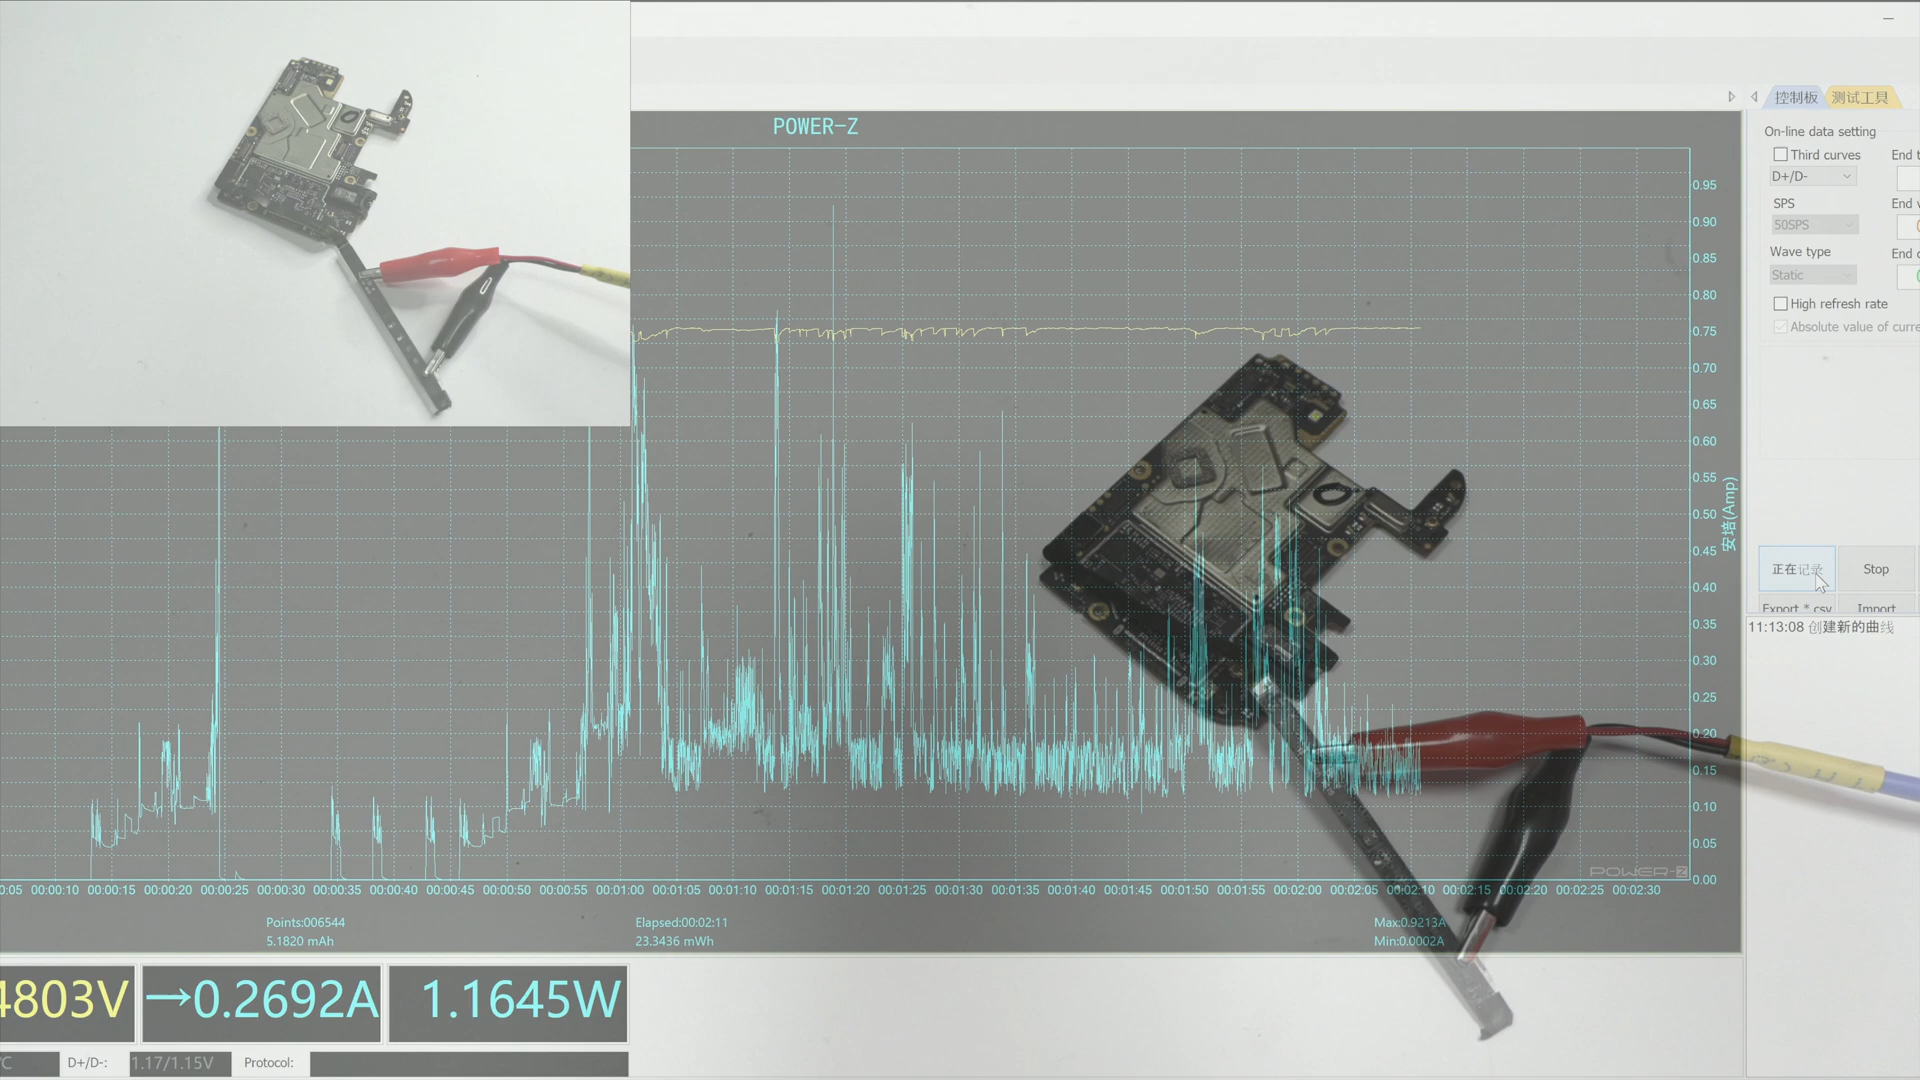 POWER-Z
控制板 测试工具
On-line data setting
Third curves
End t
D+/D-
SPS
End v
50SPS
Wave type
End c
Static
High refresh rate
Absolute value of curre
0.95
0.90
0.85
0.80
0.75
0.70
0.65
0.60
0.55
0.50
0.45
0.40
0.35
0.30
0.25
0.20
0.15
0.10
0.05
0.00
安培(Amp)
正在记录
Stop
Export *.csv
Import
11:13:08 创建新的曲线
POWER-Z
0:05 00:00:10 00:00:15 00:00:20 00:00:25 00:00:30 00:00:35 00:00:40 00:00:45 00:00:50 00:00:55 00:01:00 00:01:05 00:01:10 00:01:15 00:01:20 00:01:25 00:01:30 00:01:35 00:01:40 00:01:45 00:01:50 00:01:55 00:02:00 00:02:05 00:02:10 00:02:15 00:02:20 00:02:25 00:02:30
Points:006544
5.1820 mAh
Elapsed:00:02:11
23.3436 mWh
Max:0.9213A
Min:0.0002A
4803V
→0.2692A
1.1645W
°C
D+/D-:
1.17/1.15V
Protocol: